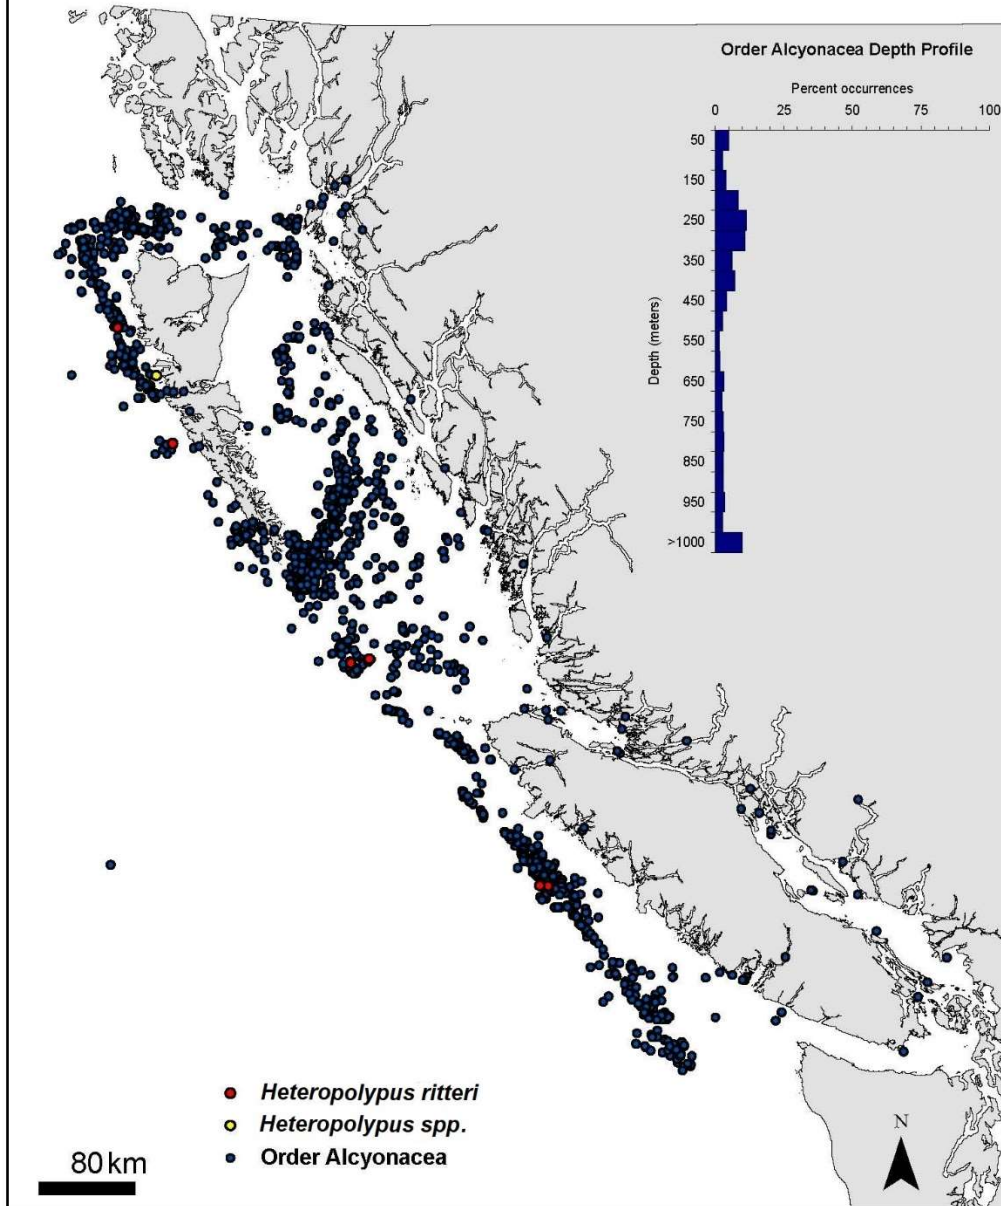 Order Alcyonacea Depth Profile
Percent occurrences
0 25 50 75 100
Depth (meters)
50
150
250
350
450
550
650
750
850
950
>1000
Heteropolypus ritteri
Heteropolypus spp.
Order Alcyonacea
80 km
N